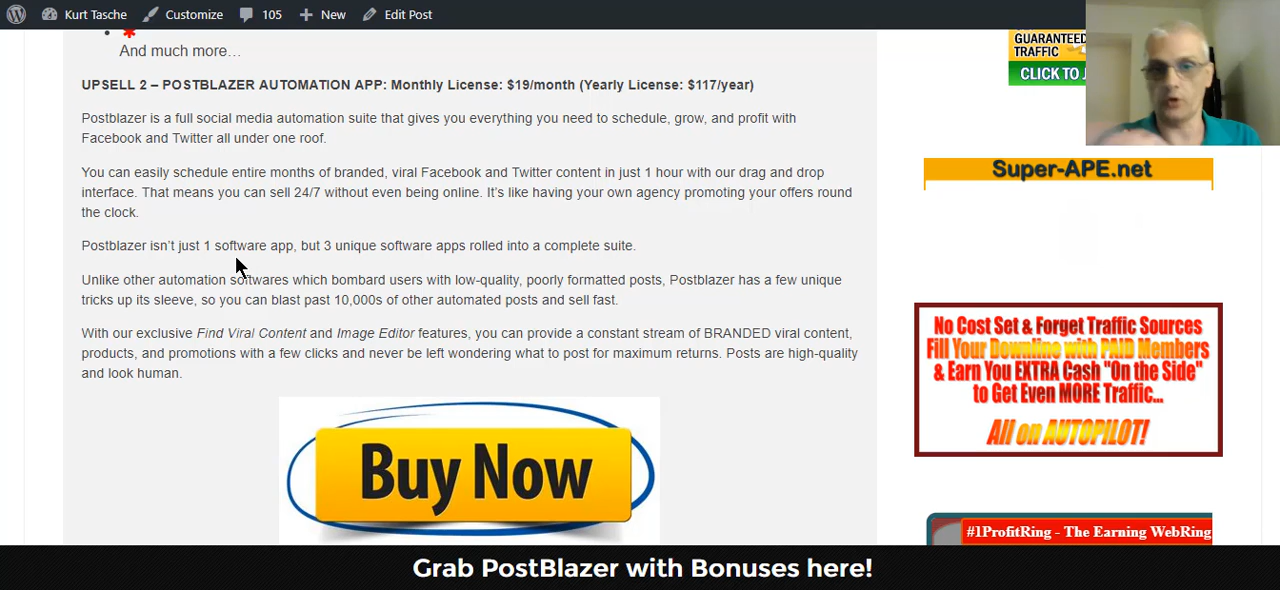 Kurt Tasche Customize 105 New Edit Post
And much more…
UPSELL 2 – POSTBLAZER AUTOMATION APP: Monthly License: $19/month (Yearly License: $117/year)
Postblazer is a full social media automation suite that gives you everything you need to schedule, grow, and profit with
Facebook and Twitter all under one roof.
You can easily schedule entire months of branded, viral Facebook and Twitter content in just 1 hour with our drag and drop
interface. That means you can sell 24/7 without even being online. It's like having your own agency promoting your offers round
the clock.
Postblazer isn't just 1 software app, but 3 unique software apps rolled into a complete suite.
Unlike other automation softwares which bombard users with low-quality, poorly formatted posts, Postblazer has a few unique
tricks up its sleeve, so you can blast past 10,000s of other automated posts and sell fast.
With our exclusive Find Viral Content and Image Editor features, you can provide a constant stream of BRANDED viral content,
products, and promotions with a few clicks and never be left wondering what to post for maximum returns. Posts are high-quality
and look human.
Buy Now
GUARANTEED
TRAFFIC
CLICK TO
Super-APE.net
No Cost Set & Forget Traffic Sources
Fill Your Downline with PAID Members
& Earn You EXTRA Cash "On the Side"
to Get Even MORE Traffic...
All on AUTOPILOT!
#1ProfitRing - The Earning WebRing
Grab PostBlazer with Bonuses here!